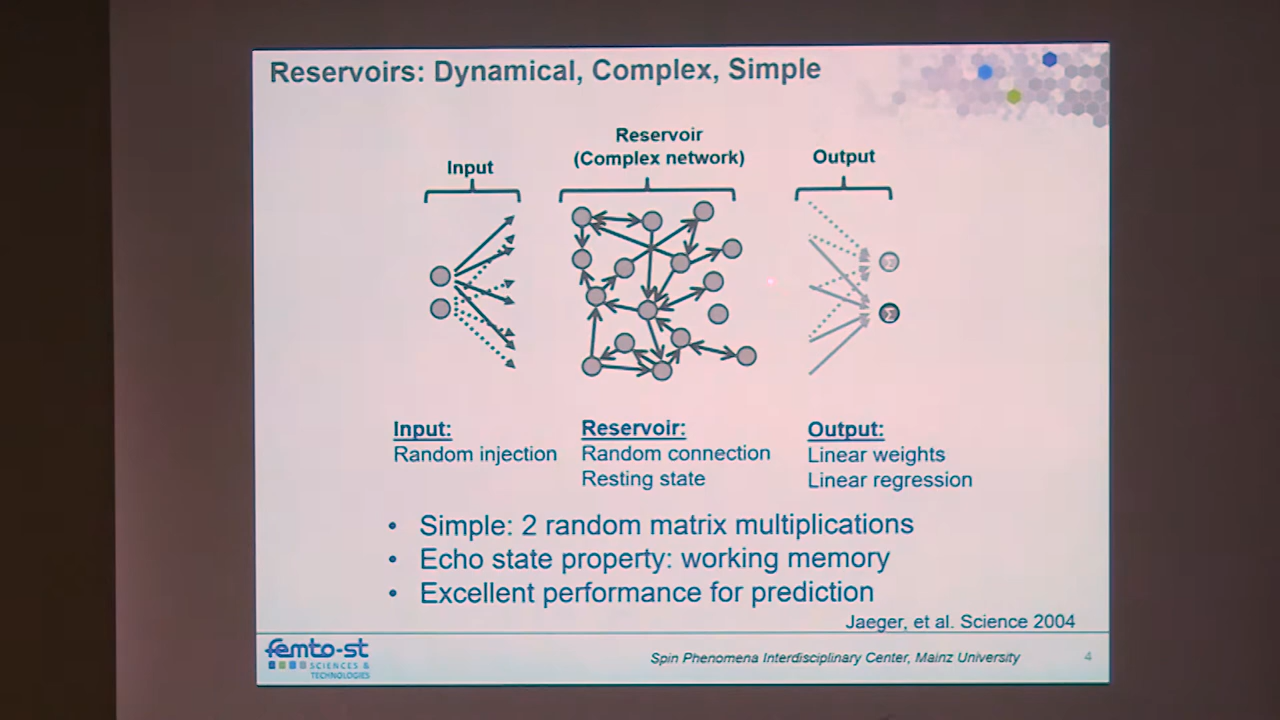 Reservoirs: Dynamical, Complex, Simple
Input
Reservoir
(Complex network)
Output
Σ
Σ
Input:
Random injection
Reservoir:
Random connection
Resting state
Output:
Linear weights
Linear regression
• Simple: 2 random matrix multiplications
• Echo state property: working memory
• Excellent performance for prediction
Jaeger, et al. Science 2004
femto-st
SCIENCES &
TECHNOLOGIES
Spin Phenomena Interdisciplinary Center, Mainz University
4